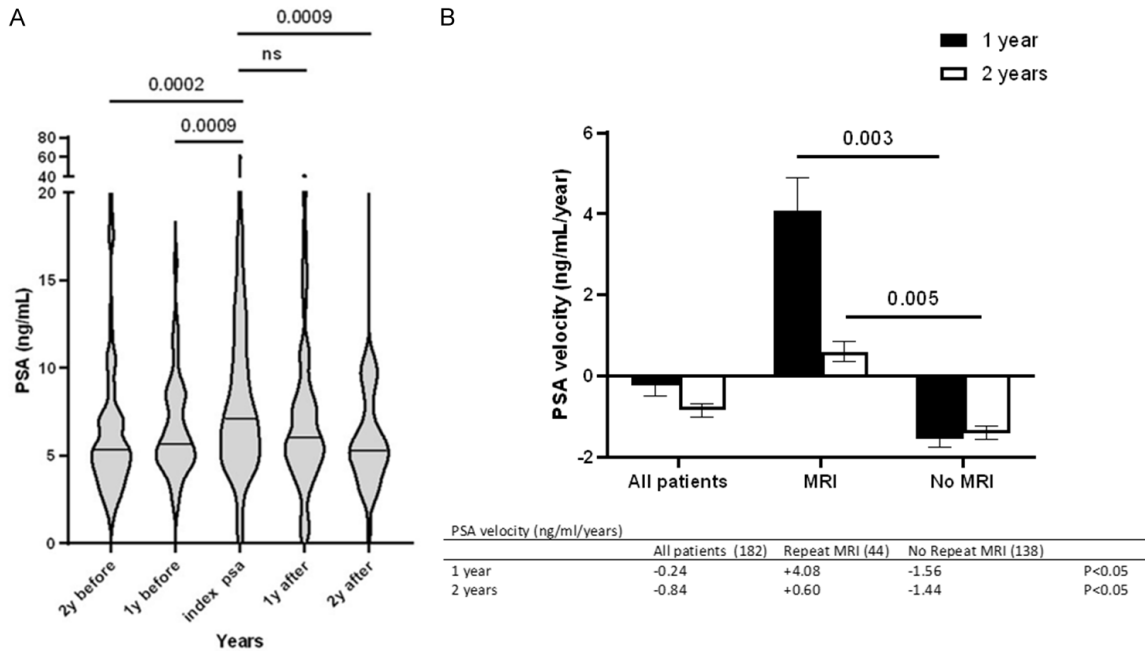 A
0.0009
ns
0.0002
0.0009
80
60
40
20
15
10
5
0
PSA (ng/mL)
2y before
1y before
index psa
1y after
2y after
Years
B
1 year
2 years
6
4
2
0
-2
PSA velocity (ng/mL/year)
0.003
0.005
All patients MRI No MRI
PSA velocity (ng/ml/years)
All patients (182) Repeat MRI (44) No Repeat MRI (138)
1 year -0.24 +4.08 -1.56 P<0.05
2 years -0.84 +0.60 -1.44 P<0.05